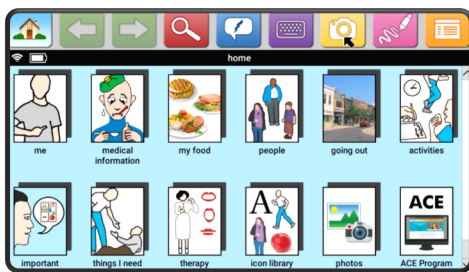 home
me
medical
information
my food
people
going out
activities
A
ACE
important
things I need
therapy
icon library
photos
ACE Program